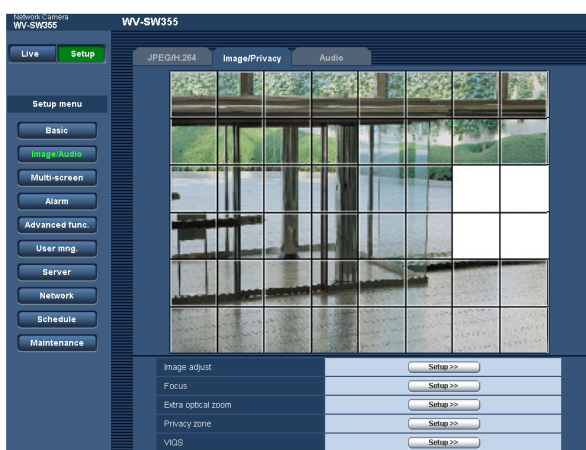 Network Camera
WV-SW355
WV-SW355
Live
Setup
JPEG/H.264
Image/Privacy
Audio
Setup menu
Basic
Image/Audio
Multi-screen
Alarm
Advanced func.
User mng.
Server
Network
Schedule
Maintenance
Image adjust
Setup >>
Focus
Setup >>
Extra optical zoom
Setup >>
Privacy zone
Setup >>
VIQS
Setup >>